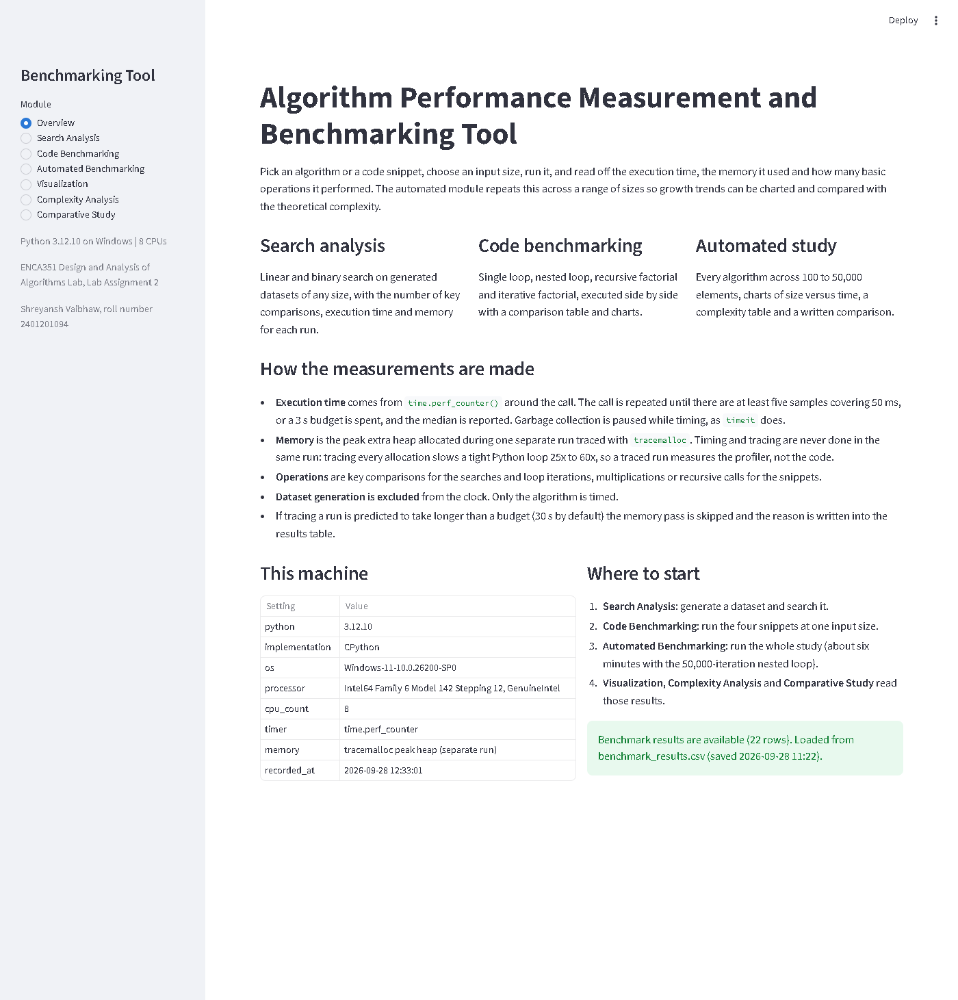 Deploy
Benchmarking Tool
Module
Overview
Search Analysis
Code Benchmarking
Automated Benchmarking
Visualization
Complexity Analysis
Comparative Study
Python 3.12.10 on Windows | 8 CPUs
ENCA351 Design and Analysis of
Algorithms Lab, Lab Assignment 2
Shreyansh Vaibhaw, roll number
2401201094
Algorithm Performance Measurement and
Benchmarking Tool
Pick an algorithm or a code snippet, choose an input size, run it, and read off the execution time, the memory it used and how many basic
operations it performed. The automated module repeats this across a range of sizes so growth trends can be charted and compared with
the theoretical complexity.
Search analysis
Linear and binary search on generated
datasets of any size, with the number of key
comparisons, execution time and memory
for each run.
Code benchmarking
Single loop, nested loop, recursive factorial
and iterative factorial, executed side by side
with a comparison table and charts.
Automated study
Every algorithm across 100 to 50,000
elements, charts of size versus time, a
complexity table and a written comparison.
How the measurements are made
• Execution time comes from time.perf_counter() around the call. The call is repeated until there are at least five samples covering 50 ms,
or a 3 s budget is spent, and the median is reported. Garbage collection is paused while timing, as timeit does.
• Memory is the peak extra heap allocated during one separate run traced with tracemalloc . Timing and tracing are never done in the
same run: tracing every allocation slows a tight Python loop 25x to 60x, so a traced run measures the profiler, not the code.
• Operations are key comparisons for the searches and loop iterations, multiplications or recursive calls for the snippets.
• Dataset generation is excluded from the clock. Only the algorithm is timed.
• If tracing a run is predicted to take longer than a budget (30 s by default) the memory pass is skipped and the reason is written into the
results table.
This machine
Setting Value
python 3.12.10
implementation CPython
os Windows-11-10.0.26200-SP0
processor Intel64 Family 6 Model 142 Stepping 12, GenuineIntel
cpu_count 8
timer time.perf_counter
memory tracemalloc peak heap (separate run)
recorded_at 2026-09-28 12:33:01
Where to start
1. Search Analysis: generate a dataset and search it.
2. Code Benchmarking: run the four snippets at one input size.
3. Automated Benchmarking: run the whole study (about six
minutes with the 50,000-iteration nested loop).
4. Visualization, Complexity Analysis and Comparative Study read
those results.
Benchmark results are available (22 rows). Loaded from
benchmark_results.csv (saved 2026-09-28 11:22).